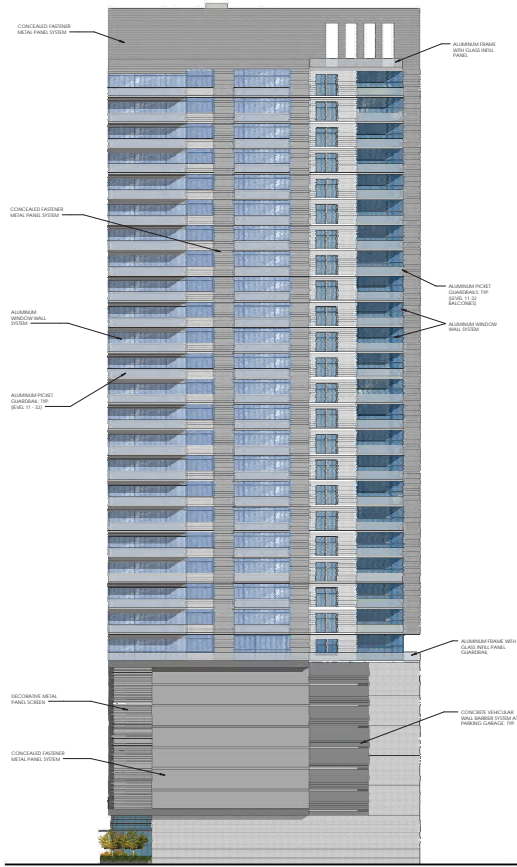 CONCEALED FASTENER
METAL PANEL SYSTEM
ALUMINUM FRAME
WITH GLASS INFILL
PANEL
CONCEALED FASTENER
METAL PANEL SYSTEM
ALUMINUM PICKET
GUARDRAILS. TYP
(LEVEL 11-32
BALCONIES)
ALUMINUM
WINDOW WALL
SYSTEM
ALUMINUM WINDOW
WALL SYSTEM
ALUMINUM PICKET
GUARDRAIL. TYP
(LEVEL 11 - 32)
ALUMINUM FRAME WITH
GLASS INFILL PANEL
GUARDRAIL
DECORATIVE METAL
PANEL SCREEN
CONCRETE VEHICULAR
WALL BARRIER SYSTEM A
PARKING GARAGE. TYP
CONCEALED FASTENER
METAL PANEL SYSTEM